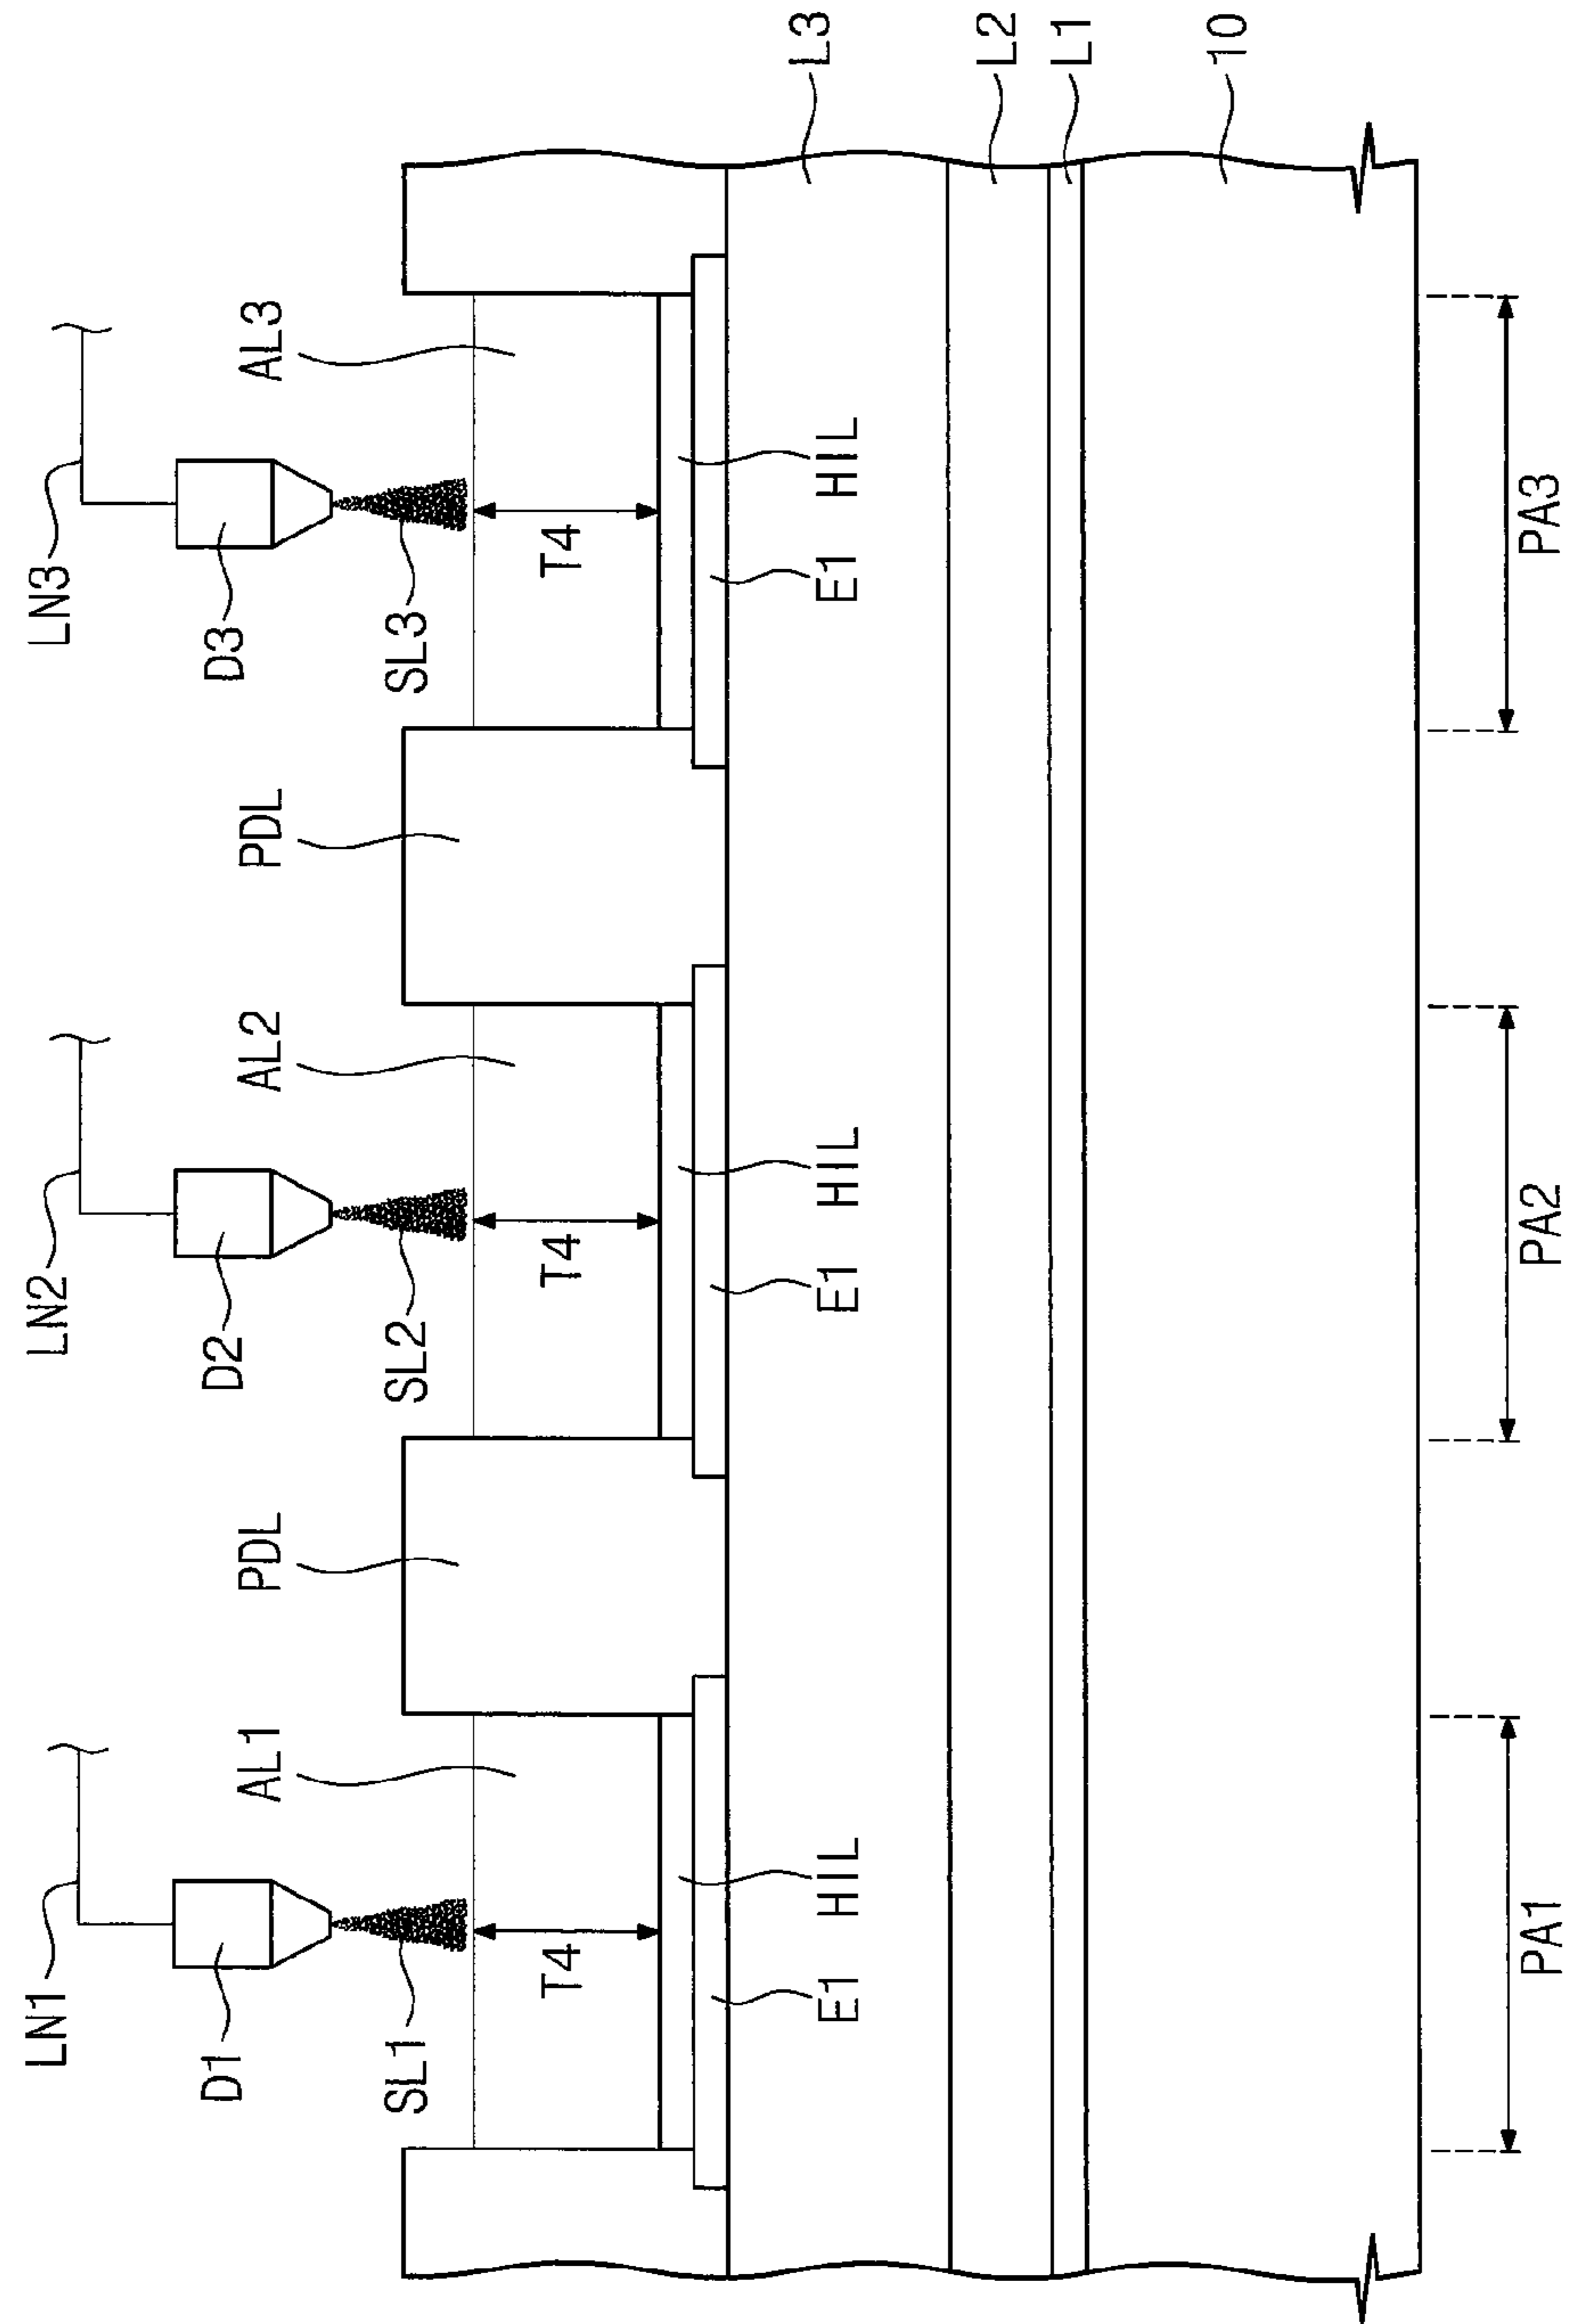 LN1 LN2 LN3
D1 AL1 PDL D2 AL2 PDL D3 AL3
SL1 SL2 SL3
T4 T4 T4
E1 HIL E1 HIL E1 HIL
L3
L2
L1
10
PA1 PA2 PA3